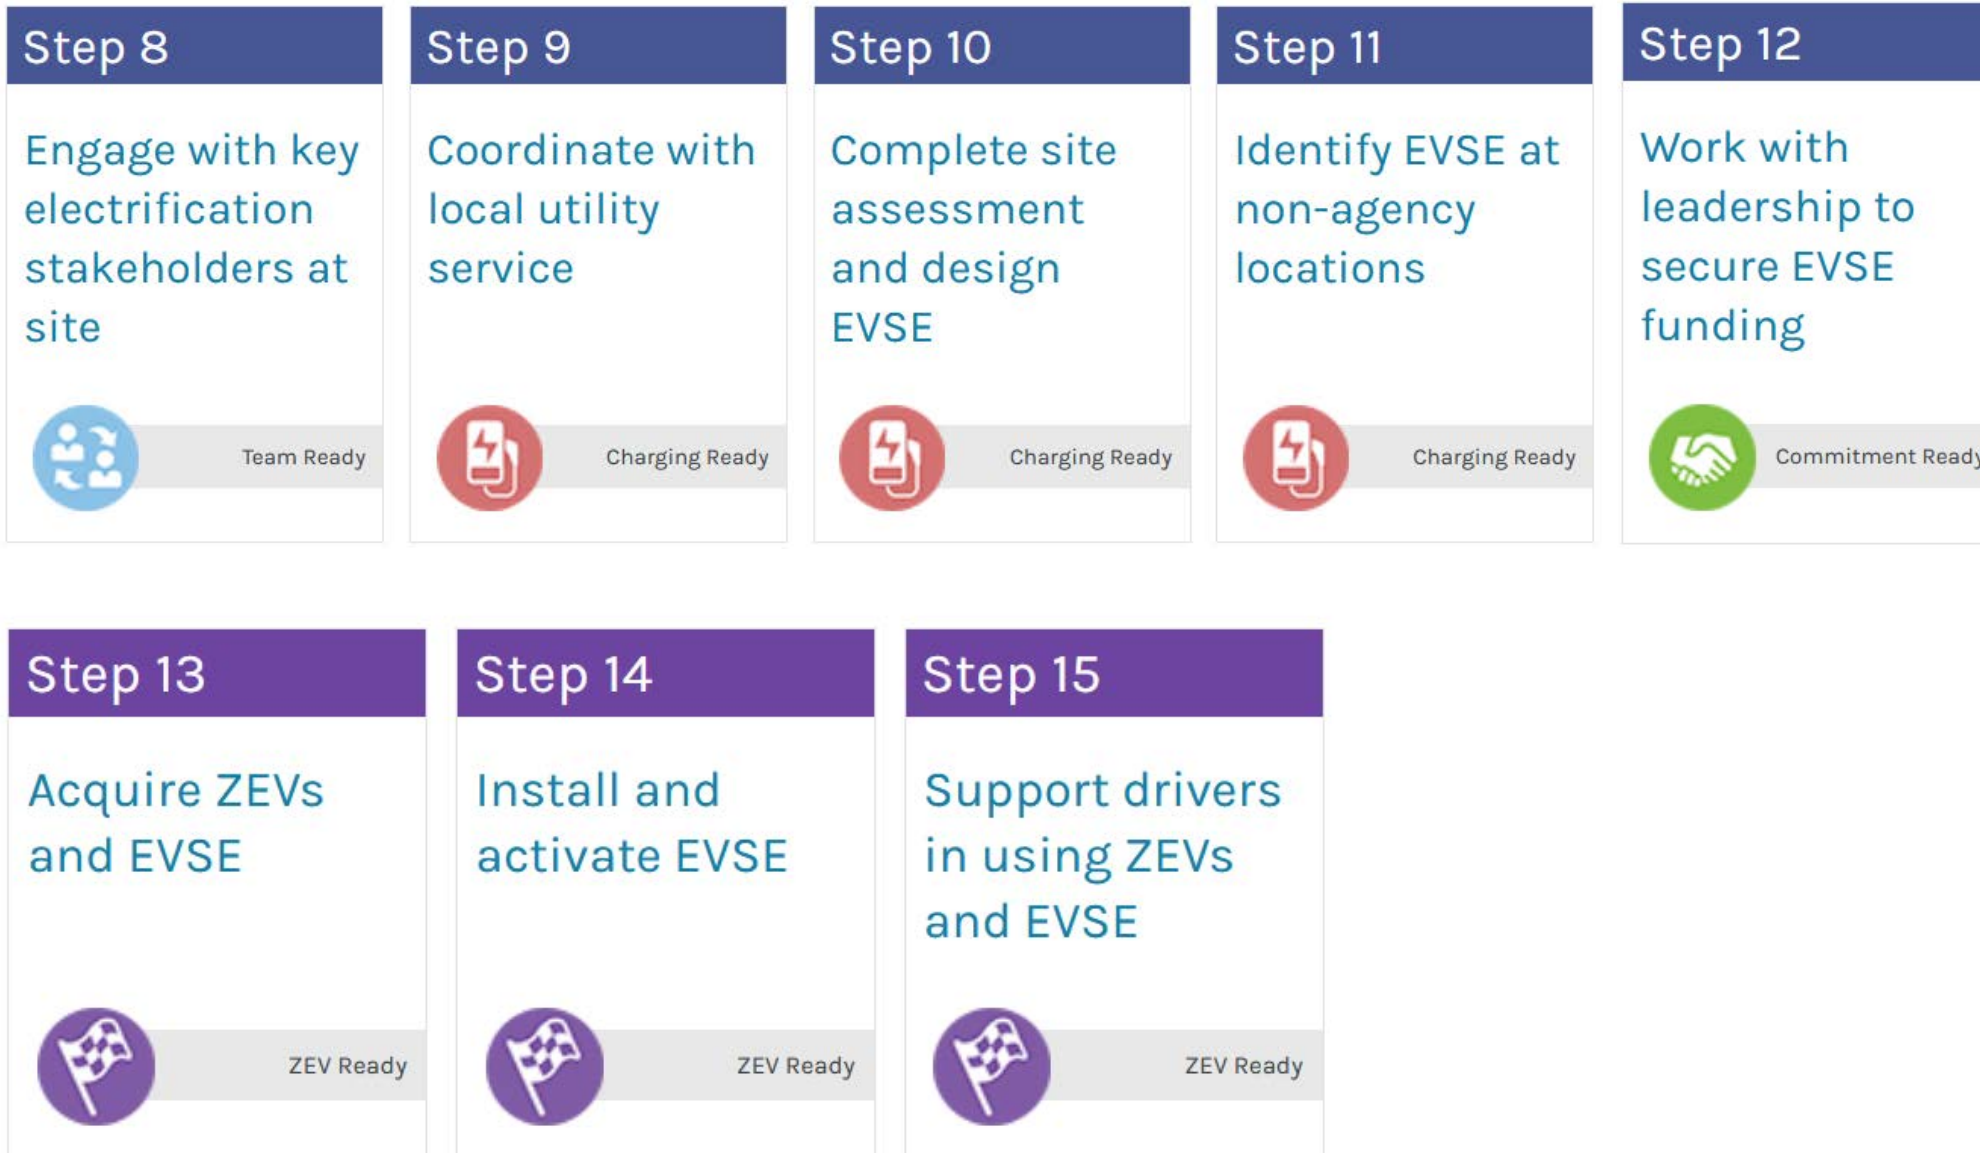 Step 8
Engage with key
electrification
stakeholders at
site
Team Ready
Step 9
Coordinate with
local utility
service
Charging Ready
Step 10
Complete site
assessment
and design
EVSE
Charging Ready
Step 11
Identify EVSE at
non-agency
locations
Charging Ready
Step 12
Work with
leadership to
secure EVSE
funding
Commitment Ready
Step 13
Acquire ZEVs
and EVSE
ZEV Ready
Step 14
Install and
activate EVSE
ZEV Ready
Step 15
Support drivers
in using ZEVs
and EVSE
ZEV Ready